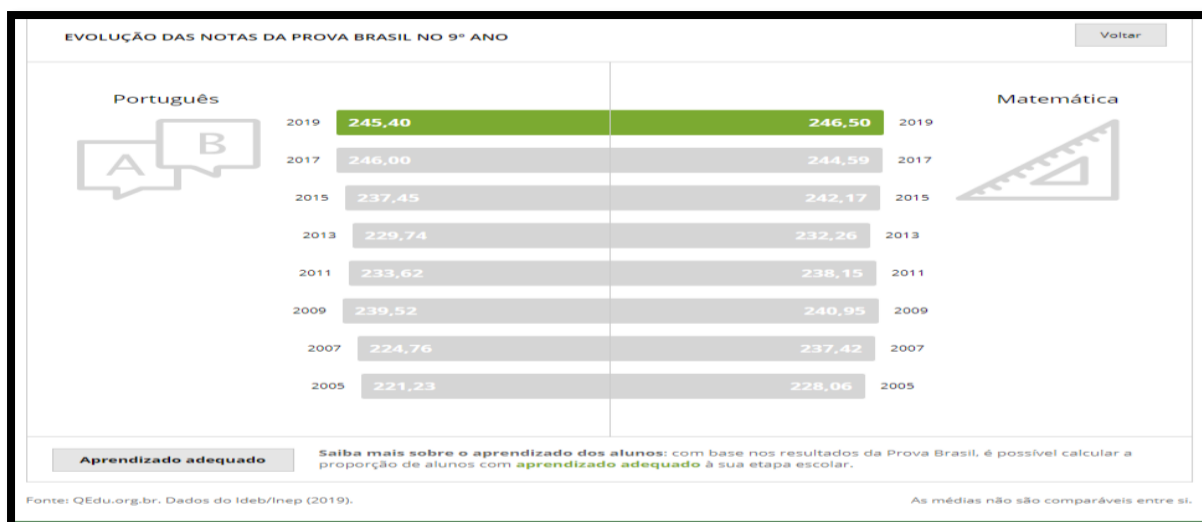 EVOLUÇÃO DAS NOTAS DA PROVA BRASIL NO 9º ANO
Voltar
Português
Matemática
A B
2019 245,40 246,50 2019
2017 246,00 244,59 2017
2015 237,45 242,17 2015
2013 229,74 232,26 2013
2011 233,62 238,15 2011
2009 239,52 240,95 2009
2007 224,76 237,42 2007
2005 221,23 228,06 2005
Aprendizado adequado
Saiba mais sobre o aprendizado dos alunos: com base nos resultados da Prova Brasil, é possível calcular a
proporção de alunos com aprendizado adequado à sua etapa escolar.
Fonte: QEdu.org.br. Dados do Ideb/Inep (2019).
As médias não são comparáveis entre si.